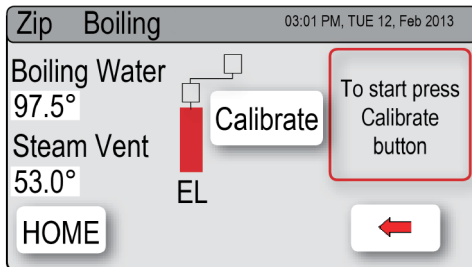 Zip Boiling
03:01 PM, TUE 12, Feb 2013
Boiling Water
97.5°
Steam Vent
53.0°
EL
Calibrate
To start press
Calibrate
button
HOME